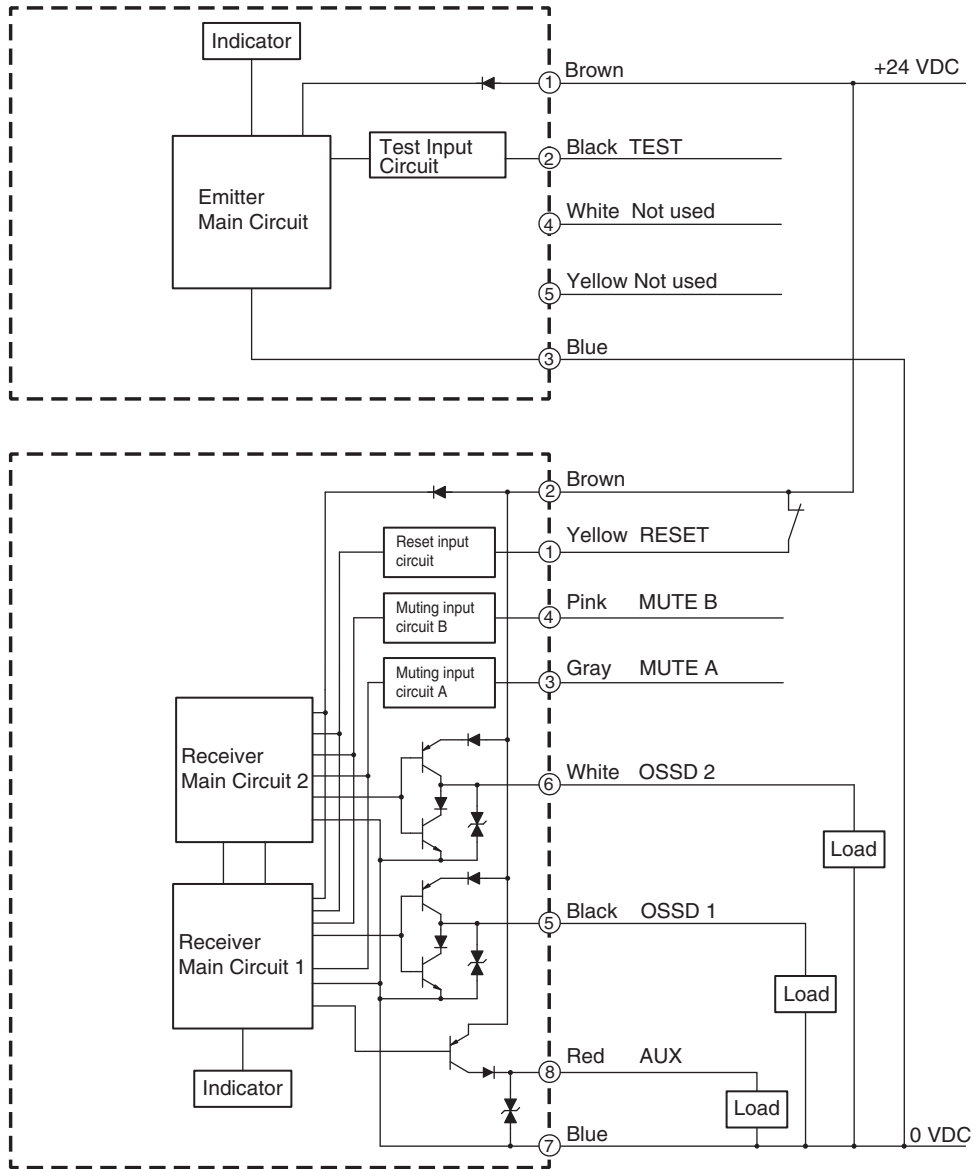 Indicator
① Brown
+24 VDC
Test Input
Circuit
② Black TEST
Emitter
Main Circuit
④ White Not used
⑤ Yellow Not used
③ Blue
② Brown
Reset input
circuit
① Yellow RESET
Muting input
circuit B
④ Pink MUTE B
Muting input
circuit A
③ Gray MUTE A
Receiver
Main Circuit 2
⑥ White OSSD 2
Load
Receiver
Main Circuit 1
⑤ Black OSSD 1
Load
Indicator
⑧ Red AUX
Load
⑦ Blue
0 VDC